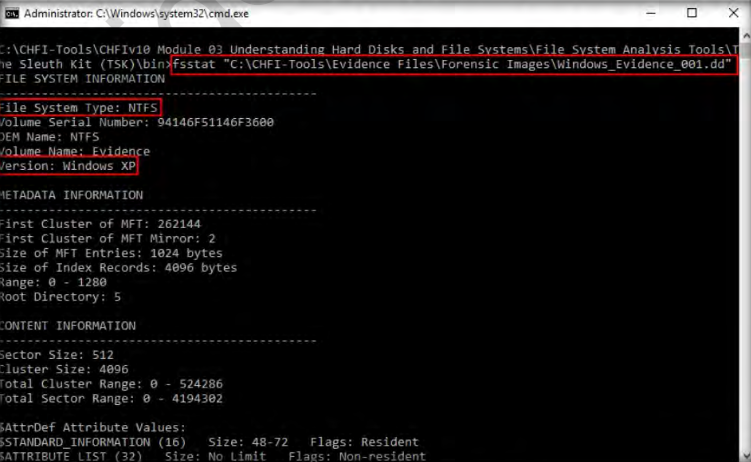 Administrator: C:\Windows\system32\cmd.exe
C:\CHFI-Tools\CHFIv10 Module 03 Understanding Hard Disks and File Systems\File System Analysis Tools\T
he Sleuth Kit (TSK)\bin>fsstat "C:\CHFI-Tools\Evidence Files\Forensic Images\Windows_Evidence_001.dd"
FILE SYSTEM INFORMATION
--------------------------------------------
File System Type: NTFS
Volume Serial Number: 94146F51146F3600
OEM Name: NTFS
Volume Name: Evidence
Version: Windows XP
METADATA INFORMATION
--------------------------------------------
First Cluster of MFT: 262144
First Cluster of MFT Mirror: 2
Size of MFT Entries: 1024 bytes
Size of Index Records: 4096 bytes
Range: 0 - 1280
Root Directory: 5
CONTENT INFORMATION
--------------------------------------------
Sector Size: 512
Cluster Size: 4096
Total Cluster Range: 0 - 524286
Total Sector Range: 0 - 4194302
$AttrDef Attribute Values:
$STANDARD_INFORMATION (16)   Size: 48-72   Flags: Resident
$ATTRIBUTE_LIST (32)   Size: No Limit   Flags: Non-resident